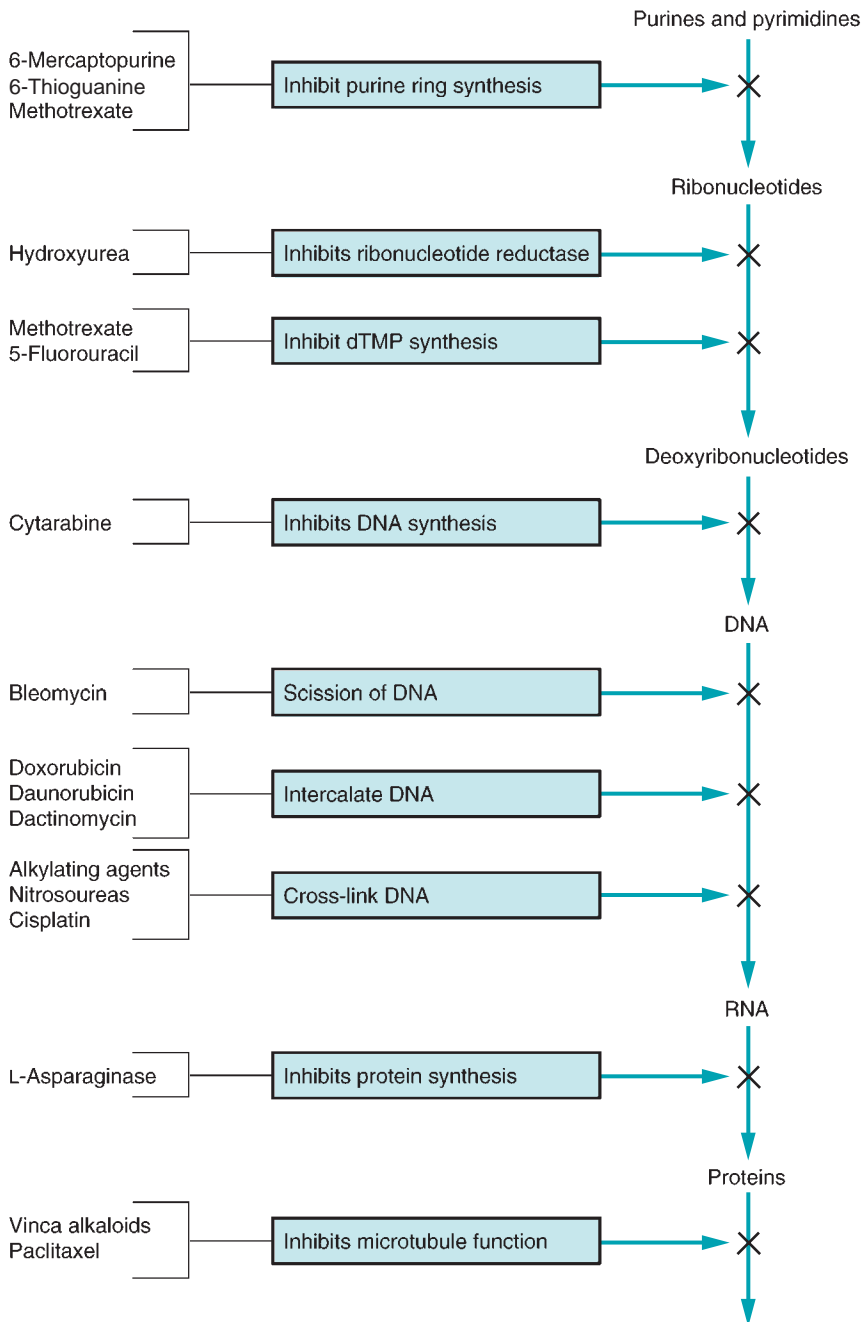 Purines and pyrimidines
6-Mercaptopurine
6-Thioguanine
Methotrexate
Inhibit purine ring synthesis
Ribonucleotides
Hydroxyurea
Inhibits ribonucleotide reductase
Methotrexate
5-Fluorouracil
Inhibit dTMP synthesis
Deoxyribonucleotides
Cytarabine
Inhibits DNA synthesis
DNA
Bleomycin
Scission of DNA
Doxorubicin
Daunorubicin
Dactinomycin
Intercalate DNA
Alkylating agents
Nitrosoureas
Cisplatin
Cross-link DNA
RNA
L-Asparaginase
Inhibits protein synthesis
Proteins
Vinca alkaloids
Paclitaxel
Inhibits microtubule function